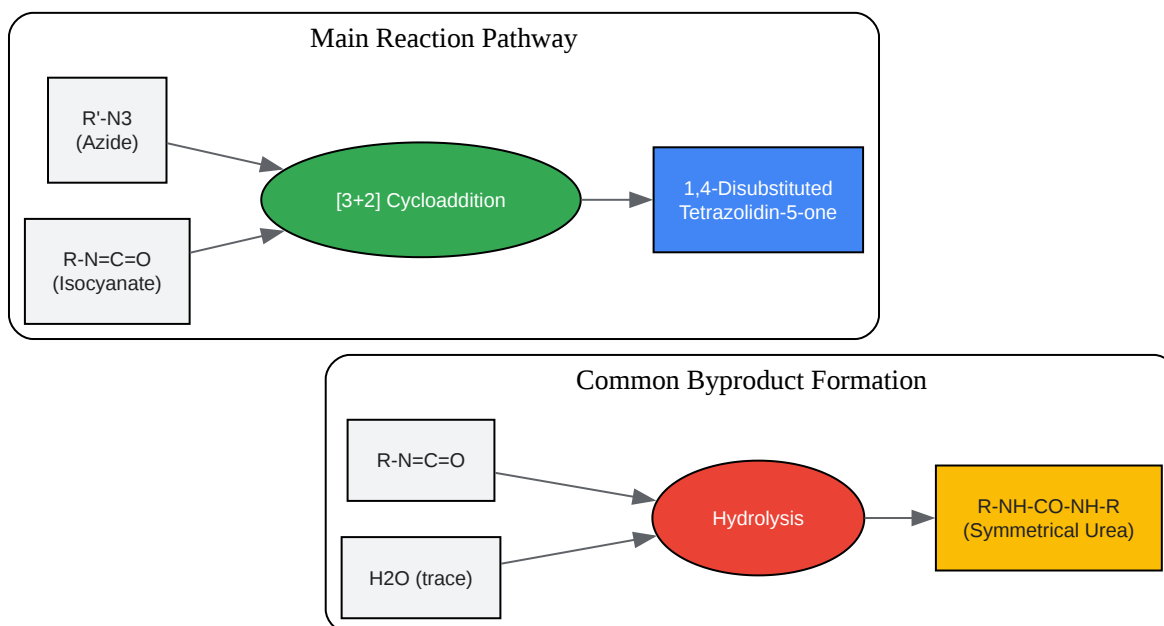 Main Reaction Pathway
R'-N3
(Azide)
R-N=C=O
(Isocyanate)
[3+2] Cycloaddition
1,4-Disubstituted
Tetrazolidin-5-one
Common Byproduct Formation
R-N=C=O
H2O (trace)
Hydrolysis
R-NH-CO-NH-R
(Symmetrical Urea)